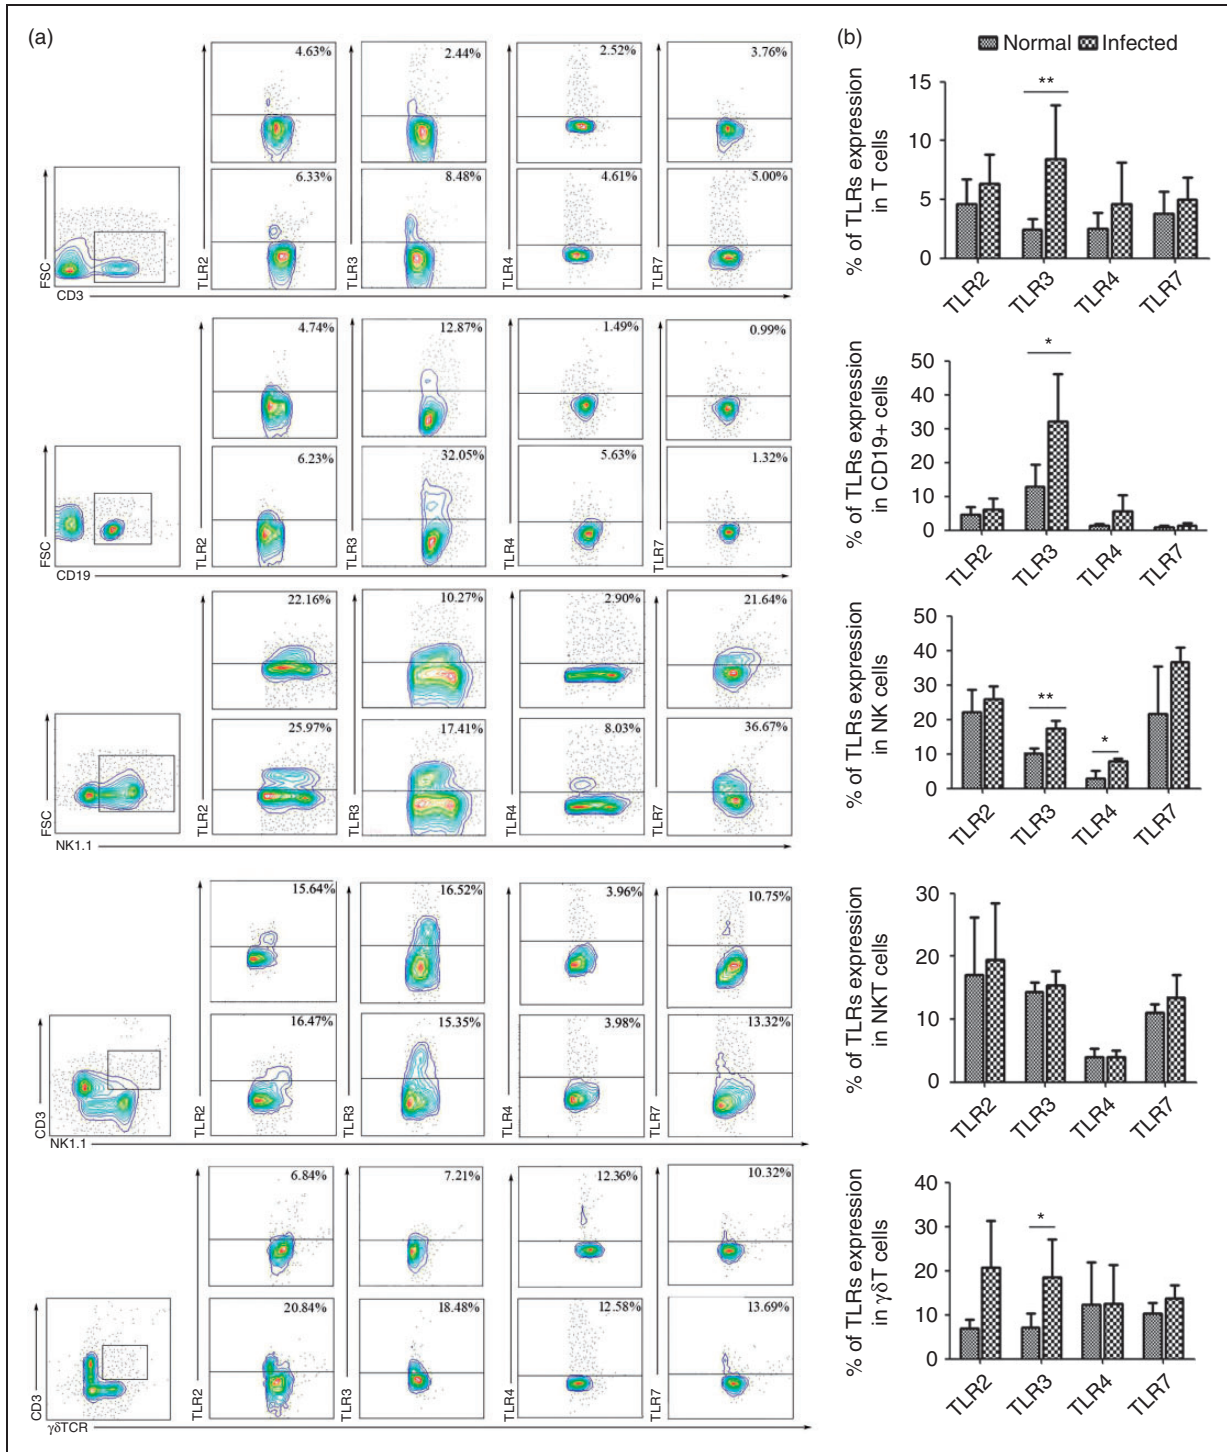 (a)
4.63%
2.44%
2.52%
3.76%
TLR2
TLR3
TLR4
TLR7
6.33%
8.48%
4.61%
5.00%
FSC
CD3
4.74%
12.87%
1.49%
0.99%
TLR2
TLR3
TLR4
TLR7
6.23%
32.05%
5.63%
1.32%
FSC
CD19
22.16%
10.27%
2.90%
21.64%
TLR2
TLR3
TLR4
TLR7
25.97%
17.41%
8.03%
36.67%
FSC
NK1.1
15.64%
16.52%
3.96%
10.75%
TLR2
TLR3
TLR4
TLR7
16.47%
15.35%
3.98%
13.32%
CD3
NK1.1
6.84%
7.21%
12.36%
10.32%
TLR2
TLR3
TLR4
TLR7
20.84%
18.48%
12.58%
13.69%
CD3
γδTCR
(b)
Normal Infected
% of TLRs expression
in T cells
15
10
5
0
**
TLR2 TLR3 TLR4 TLR7
% of TLRs expression
in CD19+ cells
50
40
30
20
10
0
*
TLR2 TLR3 TLR4 TLR7
% of TLRs expression
in NK cells
50
40
30
20
10
0
**
*
TLR2 TLR3 TLR4 TLR7
% of TLRs expression
in NKT cells
30
20
10
0
TLR2 TLR3 TLR4 TLR7
% of TLRs expression
in γδT cells
40
30
20
10
0
*
TLR2 TLR3 TLR4 TLR7